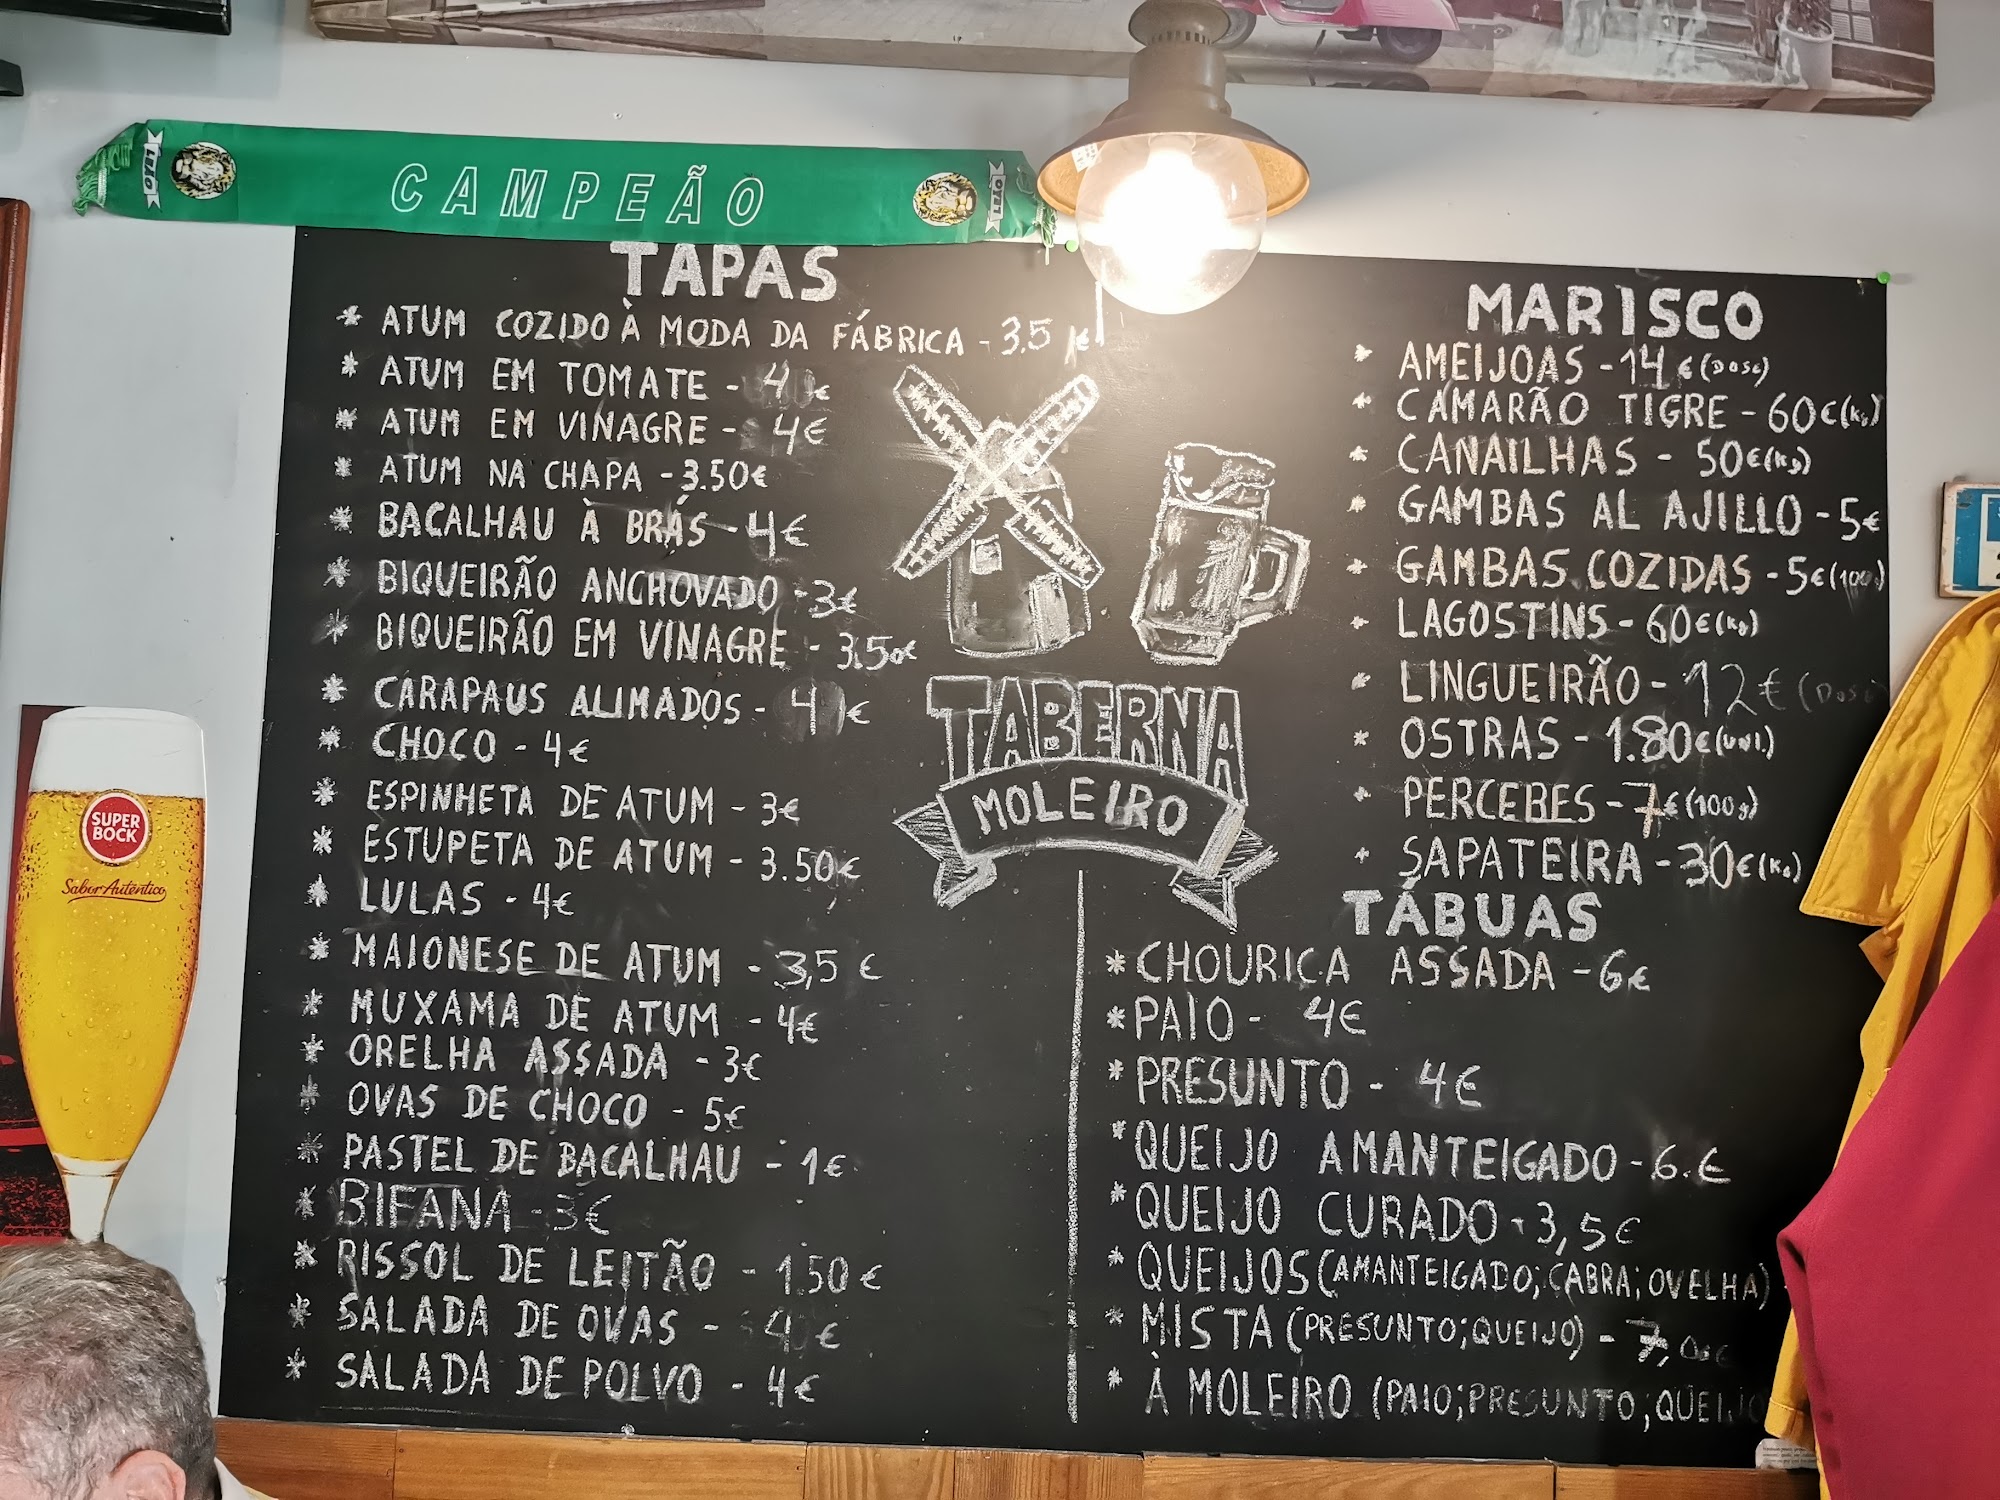 LEÃO
CAMPEÃO
LEÃO
TAPAS
* ATUM COZIDO À MODA DA FÁBRICA - 3.5 €
* ATUM EM TOMATE - 4 €
* ATUM EM VINAGRE - 4€
* ATUM NA CHAPA - 3.50€
* BACALHAU À BRÁS - 4€
* BIQUEIRÃO ANCHOVADO - 3€
* BIQUEIRÃO EM VINAGRE - 3.50€
* CARAPAUS ALIMADOS - 4 €
* CHOCO - 4€
* ESPINHETA DE ATUM - 3€
* ESTUPETA DE ATUM - 3.50€
* LULAS - 4€
* MAIONESE DE ATUM - 3,5 €
* MUXAMA DE ATUM - 4€
* ORELHA ASSADA - 3€
* OVAS DE CHOCO - 5€
* PASTEL DE BACALHAU - 1€
* BIFANA - 3€
* RISSOL DE LEITÃO - 1.50 €
* SALADA DE OVAS - 4 €
* SALADA DE POLVO - 4€
TABERNA
MOLEIRO
MARISCO
* AMEIJOAS - 14 € (DOSE)
* CAMARÃO TIGRE - 60€(Kg)
* CANAILHAS - 50€(Kg)
* GAMBAS AL AJILLO - 5€
* GAMBAS COZIDAS - 5€(100g)
* LAGOSTINS - 60€(Kg)
* LINGUEIRÃO - 12€ (DOSE)
* OSTRAS - 1.80€(UNI.)
* PERCEBES - 7€(100g)
* SAPATEIRA - 30€(Kg)
TÁBUAS
* CHOURIÇA ASSADA - 6€
* PAIO - 4€
* PRESUNTO - 4€
* QUEIJO AMANTEIGADO - 6.€
* QUEIJO CURADO - 3,5€
* QUEIJOS (AMANTEIGADO; CABRA; OVELHA)
* MISTA (PRESUNTO; QUEIJO) - 7,00€
* À MOLEIRO (PAIO; PRESUNTO; QUEIJO
SUPER
BOCK
Sabor Autêntico